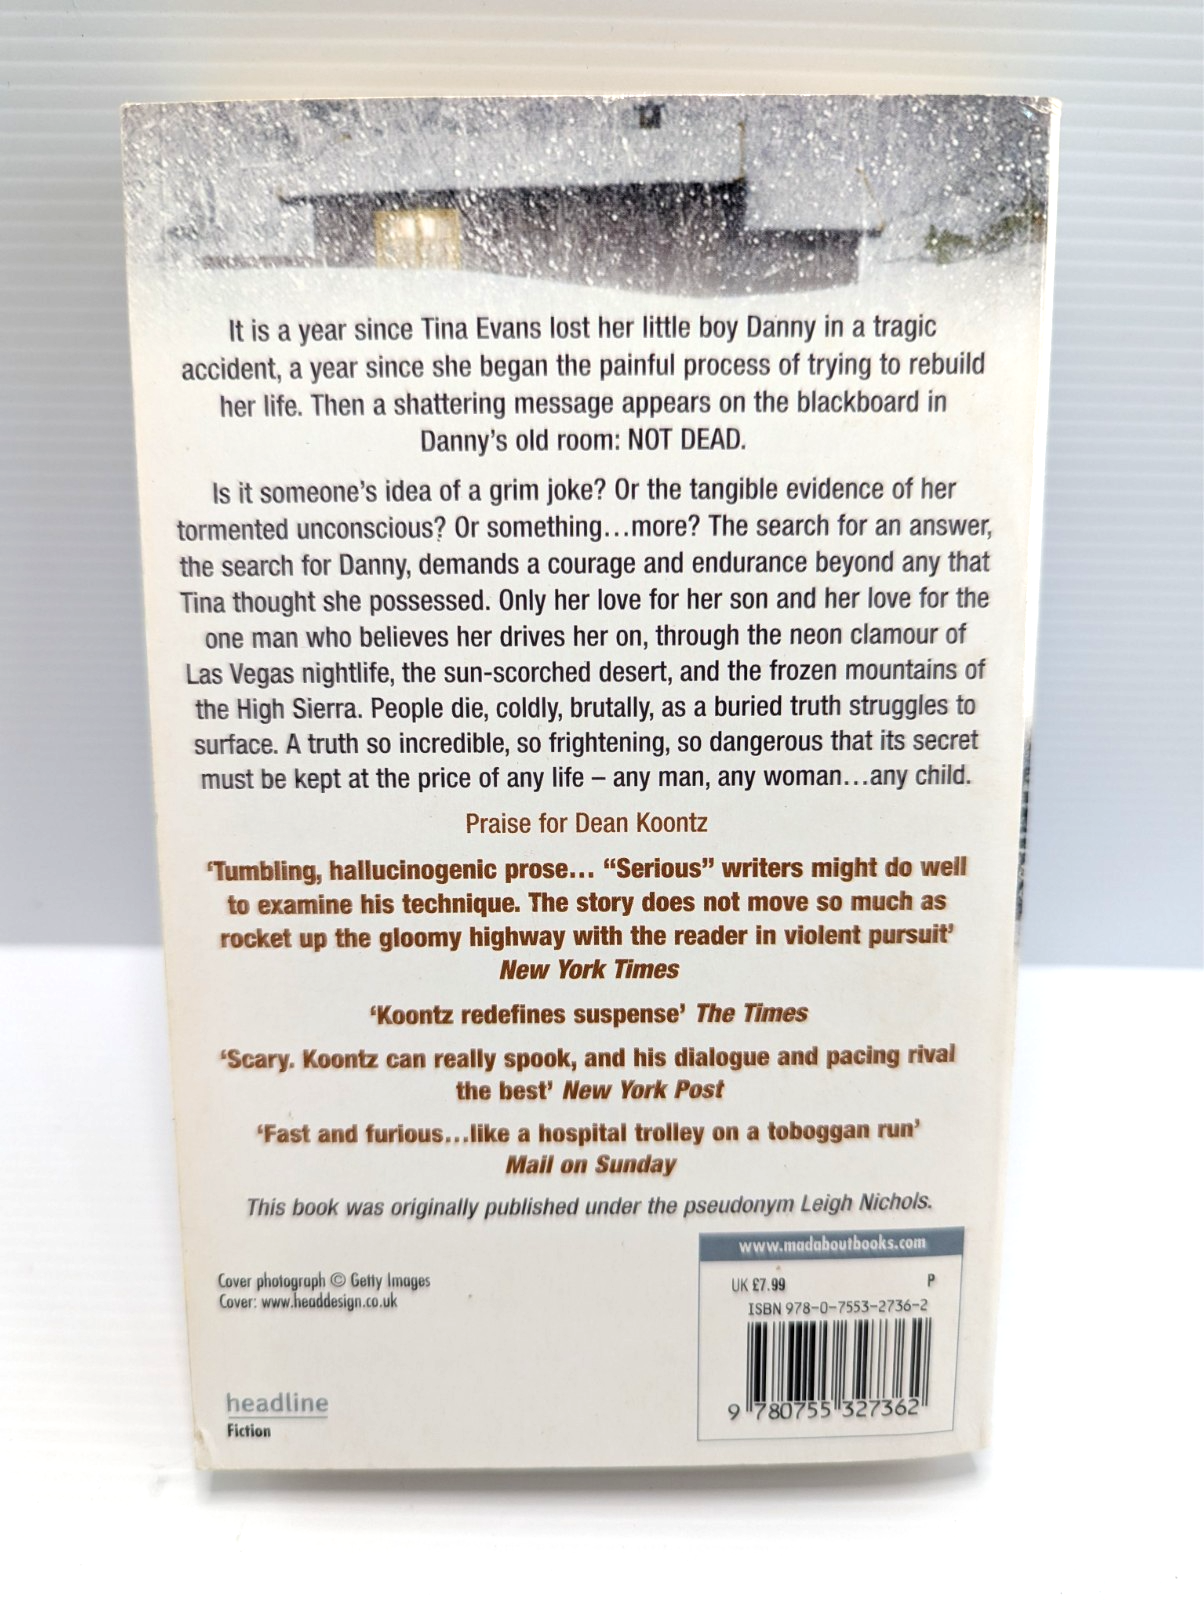 It is a year since Tina Evans lost her little boy Danny in a tragic
accident, a year since she began the painful process of trying to rebuild
her life. Then a shattering message appears on the blackboard in
Danny's old room: NOT DEAD.
Is it someone's idea of a grim joke? Or the tangible evidence of her
tormented unconscious? Or something...more? The search for an answer,
the search for Danny, demands a courage and endurance beyond any that
Tina thought she possessed. Only her love for her son and her love for the
one man who believes her drives her on, through the neon clamour of
Las Vegas nightlife, the sun-scorched desert, and the frozen mountains of
the High Sierra. People die, coldly, brutally, as a buried truth struggles to
surface. A truth so incredible, so frightening, so dangerous that its secret
must be kept at the price of any life – any man, any woman...any child.
Praise for Dean Koontz
‘Tumbling, hallucinogenic prose... “Serious” writers might do well
to examine his technique. The story does not move so much as
rocket up the gloomy highway with the reader in violent pursuit’
New York Times
‘Koontz redefines suspense’ The Times
‘Scary. Koontz can really spook, and his dialogue and pacing rival
the best’ New York Post
‘Fast and furious...like a hospital trolley on a toboggan run’
Mail on Sunday
This book was originally published under the pseudonym Leigh Nichols.
www.madaboutbooks.com
Cover photograph © Getty Images
Cover: www.headdesign.co.uk
UK £7.99 P
ISBN 978-0-7553-2736-2
9 780755 327362
headline
Fiction